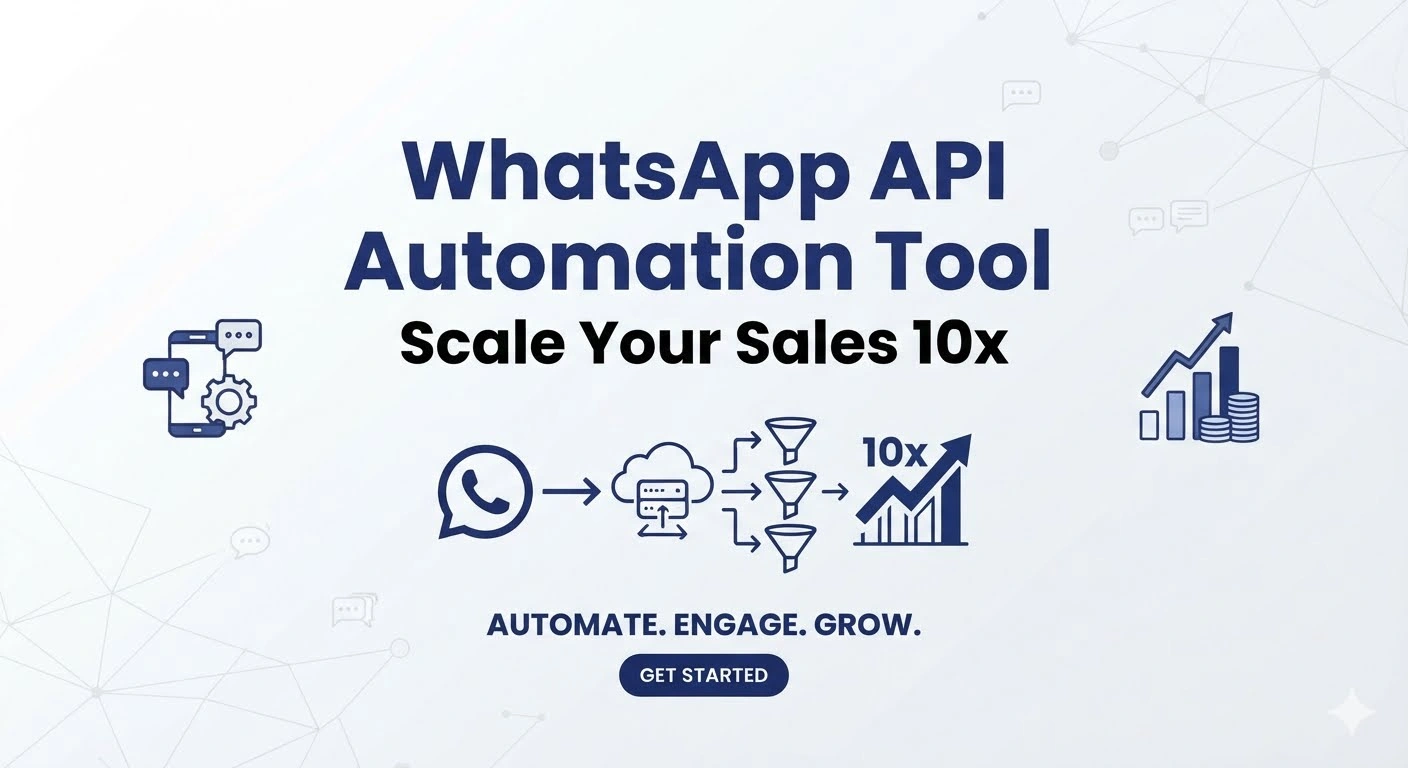 WhatsApp API
Automation Tool
Scale Your Sales 10x
10x
AUTOMATE. ENGAGE. GROW.
GET STARTED